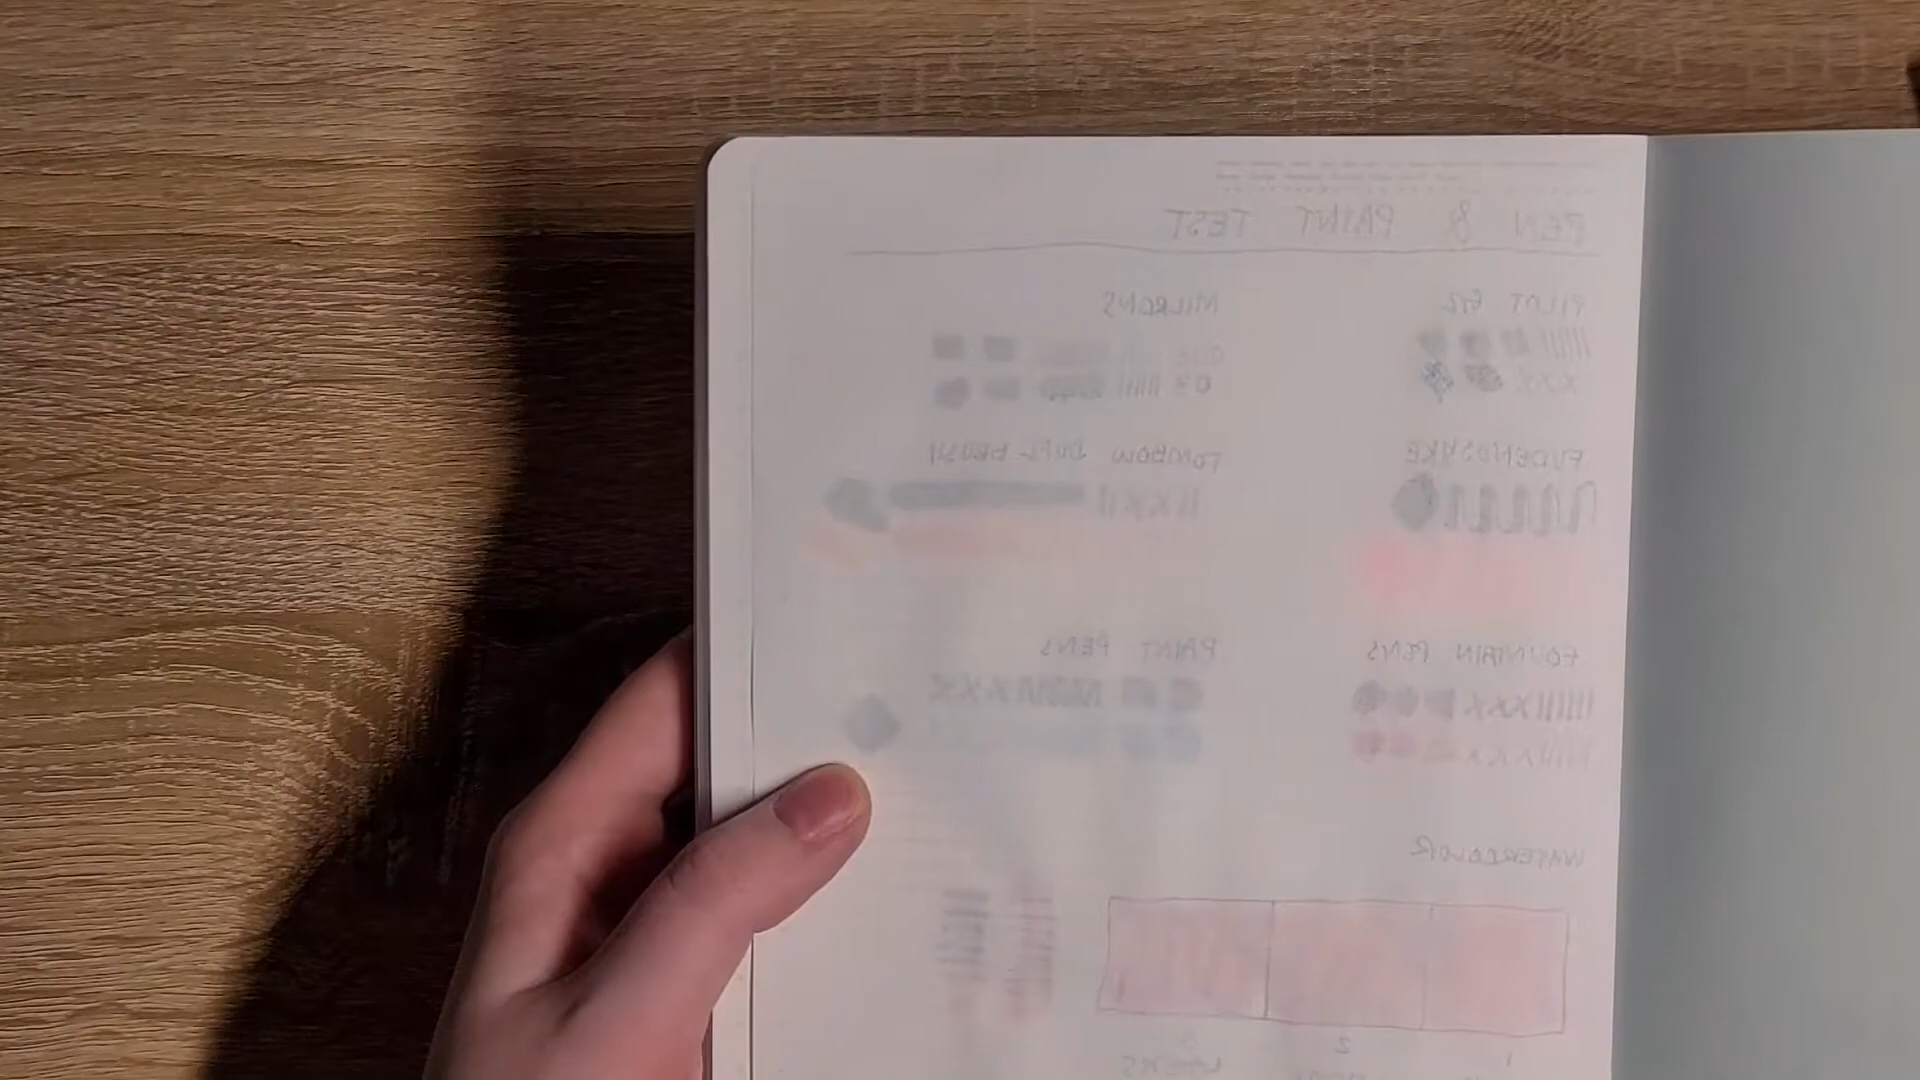 PEN & PAINT TEST
PILOT G2
MICRONS
03
FUDENOSUKE
TOMBOW DUAL BRUSH
FOUNTAIN PENS
PAINT PENS
WATERCOLOR
1
2
3
LAYERS